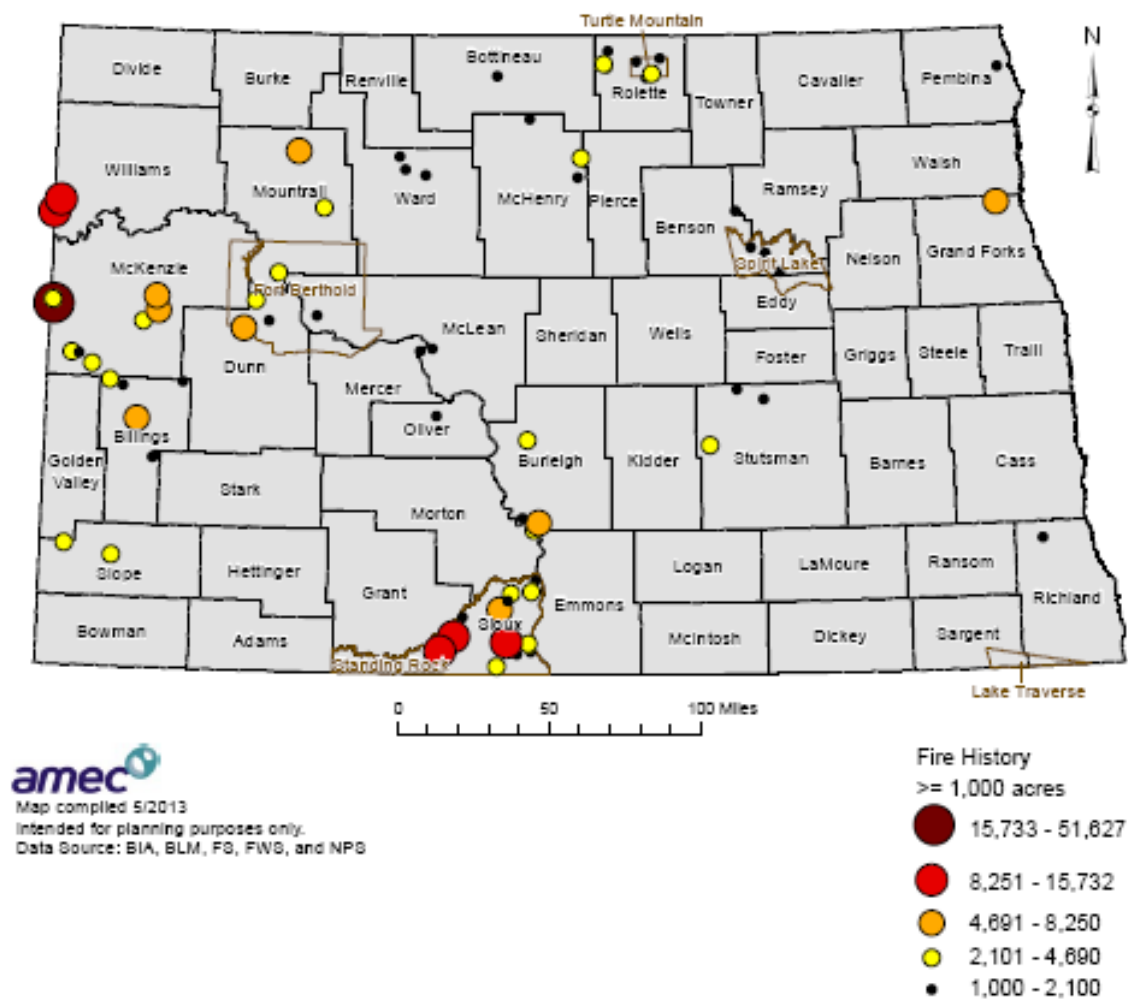 Turtle Mountain
N
Divide
Burke
Renville
Bottineau
Rolette
Towner
Cavalier
Pembina
Williams
Mountrail
Ward
McHenry
Pierce
Benson
Ramsey
Walsh
McKenzie
Fort Berthold
McLean
Sheridan
Wells
Spirit Lake
Eddy
Nelson
Grand Forks
Dunn
Mercer
Foster
Griggs
Steele
Traill
Billings
Oliver
Golden
Valley
Stark
Burleigh
Kidder
Stutsman
Barnes
Cass
Morton
Slope
Hettinger
Grant
Sioux
Emmons
Logan
LaMoure
Ransom
Richland
Bowman
Adams
McIntosh
Dickey
Sargent
Standing Rock
Lake Traverse
0 50 100 Miles
amec
Map compiled 5/2013
Intended for planning purposes only.
Data Source: BIA, BLM, FS, FWS, and NPS
Fire History
>= 1,000 acres
15,733 - 51,627
8,251 - 15,732
4,691 - 8,250
2,101 - 4,690
1,000 - 2,100